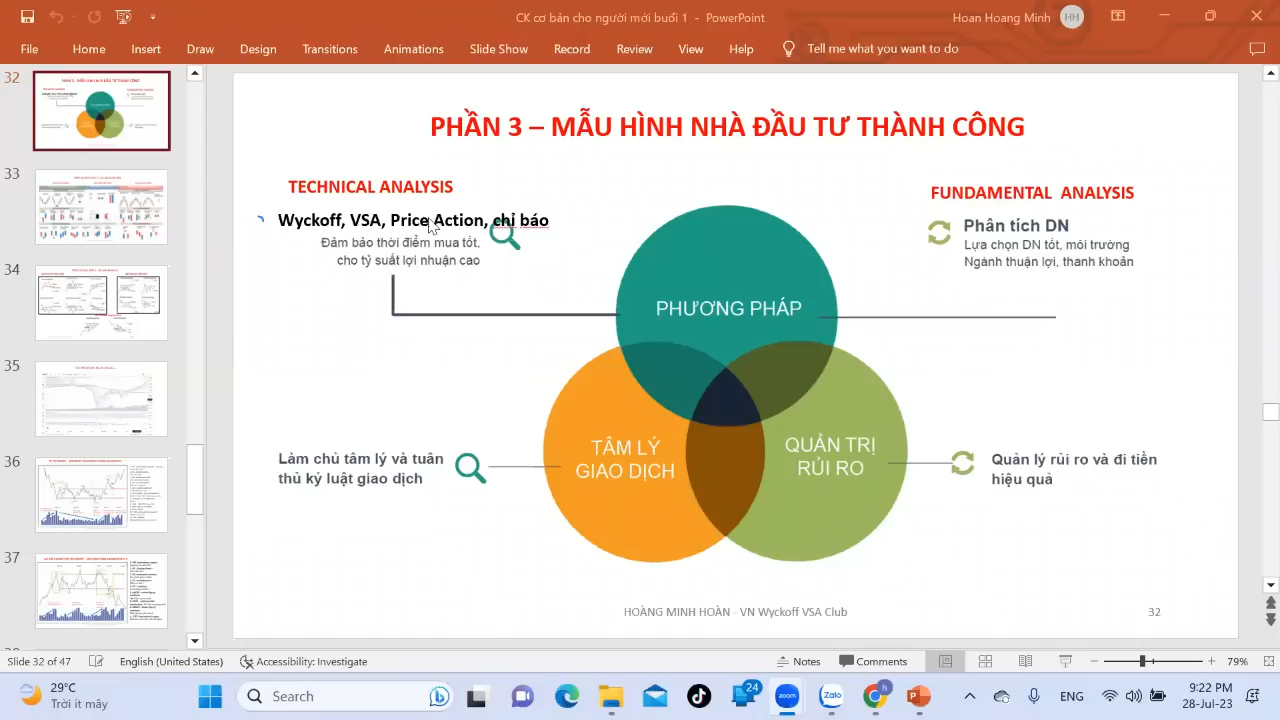 CK cơ bản cho người mới buổi 1 - PowerPoint
Hoan Hoang Minh
HH
File Home Insert Draw Design Transitions Animations Slide Show Record Review View Help Tell me what you want to do
32
33
34
35
36
37
PHẦN 3 – MẪU HÌNH NHÀ ĐẦU TƯ THÀNH CÔNG
TECHNICAL ANALYSIS
Wyckoff, VSA, Price Action, chỉ báo
Đảm bảo thời điểm mua tốt,
cho tỷ suất lợi nhuận cao
FUNDAMENTAL ANALYSIS
Phân tích DN
Lựa chọn DN tốt, môi trường
Ngành thuận lợi, thanh khoản
PHƯƠNG PHÁP
TÂM LÝ
GIAO DỊCH
QUẢN TRỊ
RỦI RO
Làm chủ tâm lý và tuân
thủ kỷ luật giao dịch
Quản lý rủi ro và đi tiền
hiệu quả
HOÀNG MINH HOÀN - VN Wyckoff VSA Club
32
Slide 32 of 47 English (United States) Accessibility: Investigate Notes Comments 79%
29°C
Trời ít mây
Search
24
zoom
Zalo
ENG
9:22 PM
28-Jul-23